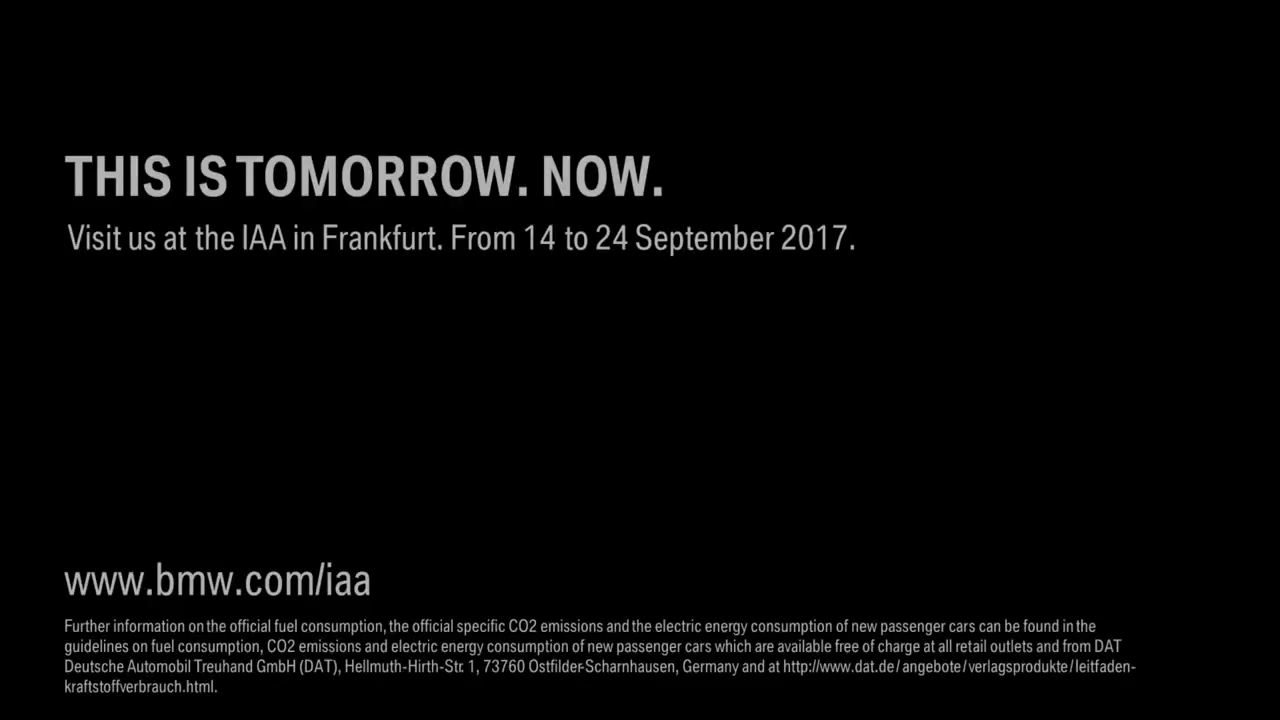 THIS IS TOMORROW. NOW.
Visit us at the IAA in Frankfurt. From 14 to 24 September 2017.
www.bmw.com/iaa
Further information on the official fuel consumption, the official specific CO2 emissions and the electric energy consumption of new passenger cars can be found in the
guidelines on fuel consumption, CO2 emissions and electric energy consumption of new passenger cars which are available free of charge at all retail outlets and from DAT
Deutsche Automobil Treuhand GmbH (DAT), Hellmuth-Hirth-Str. 1, 73760 Ostfilder-Scharnhausen, Germany and at http://www.dat.de/angebote/verlagsprodukte/leitfaden-
kraftstoffverbrauch.html.